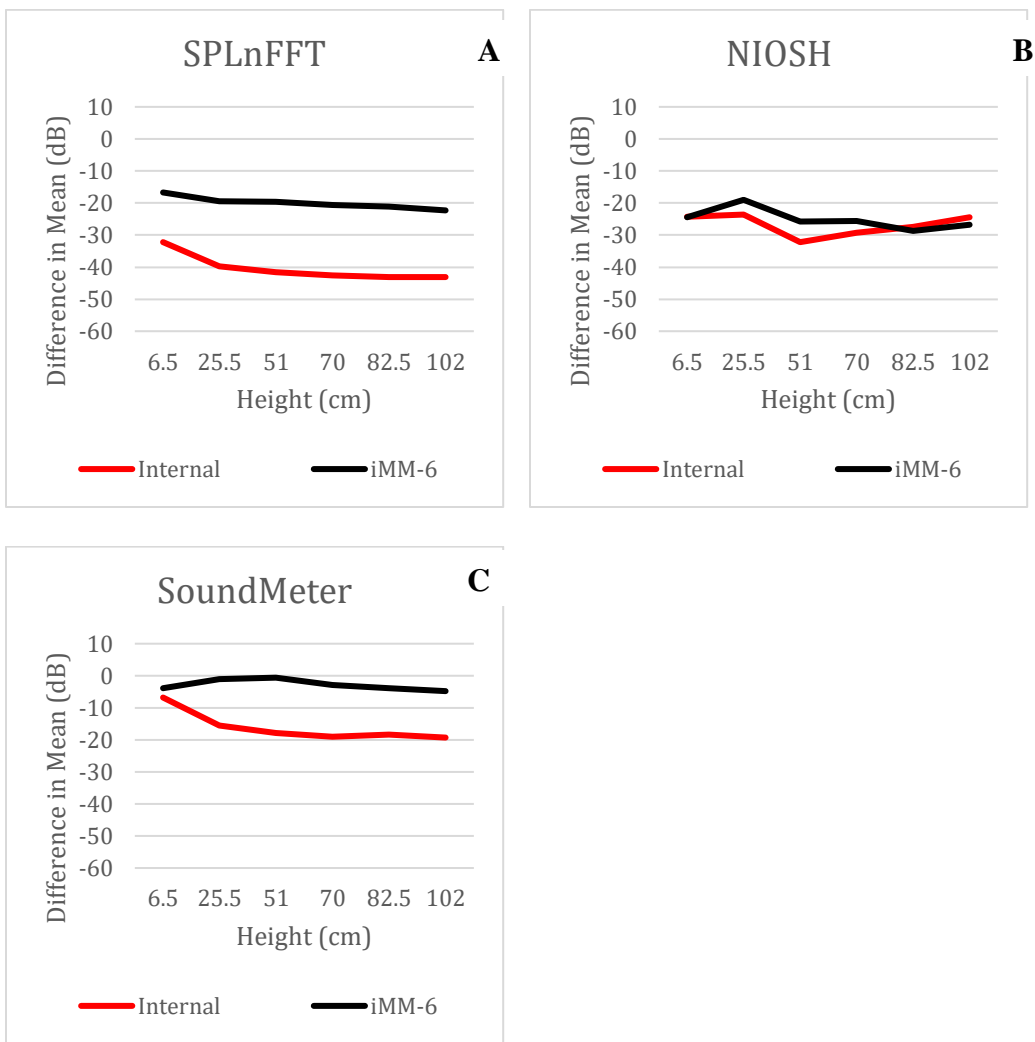 SPLnFFT
A
Difference in Mean (dB)
10
0
-10
-20
-30
-40
-50
-60
6.5 25.5 51 70 82.5 102
Height (cm)
Internal iMM-6
NIOSH
B
Difference in Mean (dB)
10
0
-10
-20
-30
-40
-50
-60
6.5 25.5 51 70 82.5 102
Height (cm)
Internal iMM-6
SoundMeter
C
Difference in Mean (dB)
10
0
-10
-20
-30
-40
-50
-60
6.5 25.5 51 70 82.5 102
Height (cm)
Internal iMM-6